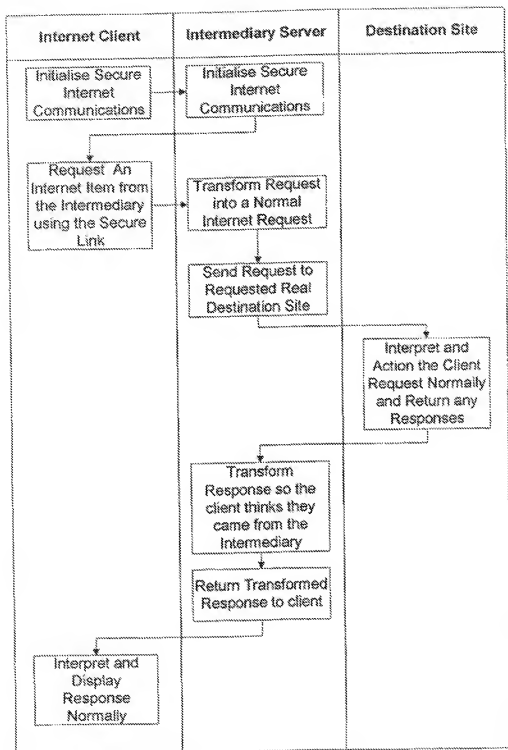 Internet Client
Intermediary Server
Destination Site
Initialise Secure
Internet
Communications
Initialise Secure
Internet
Communications
Request An
Internet Item from
the Intermediary
using the Secure
Link
Transform Request
into a Normal
Internet Request
Send Request to
Requested Real
Destination Site
Interpret and
Action the Client
Request Normally
and Return any
Responses
Transform
Response so the
client thinks they
came from the
Intermediary
Return Transformed
Response to client
Interpret and
Display
Response
Normally